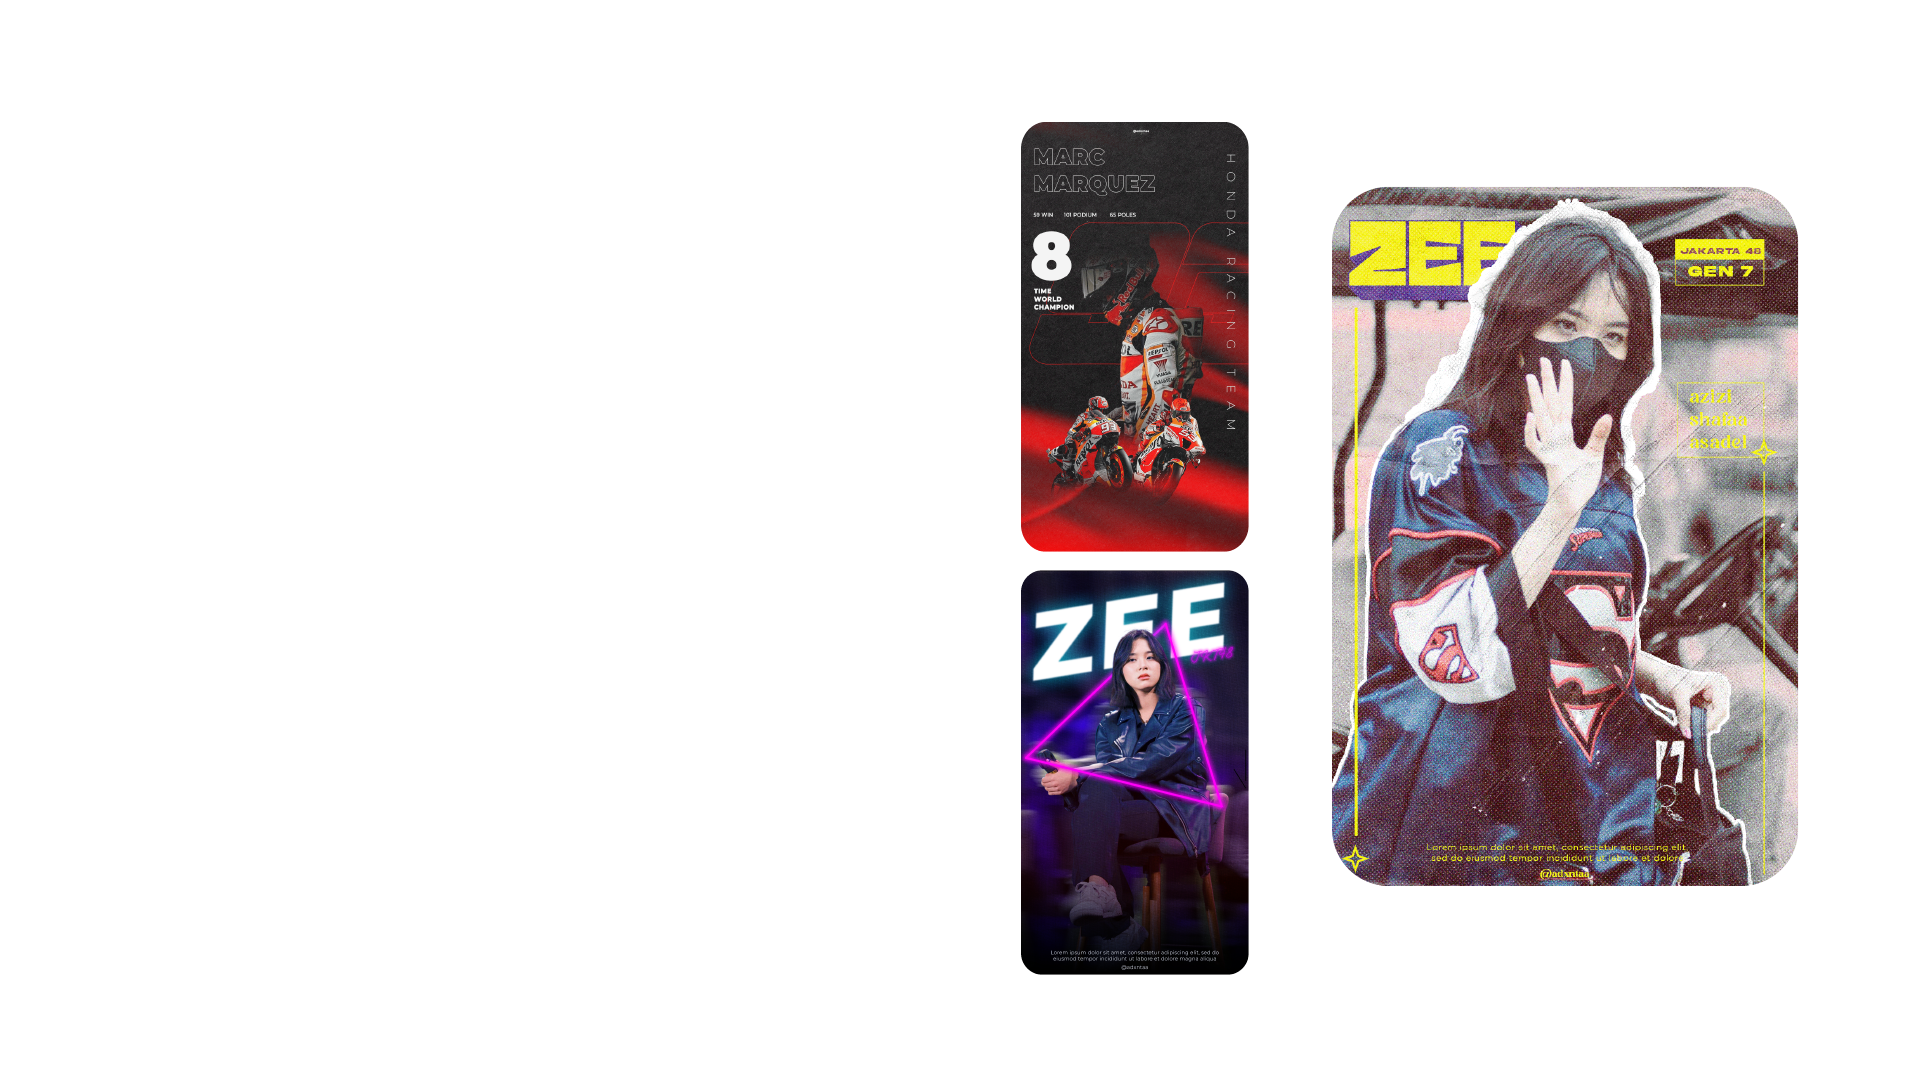 @adxntaa
MARC
MARQUEZ
59 WIN 101 PODIUM 65 POLES
8
TIME
WORLD
CHAMPION
HONDA RACING TEAM
93
ZEE
JKT48
Lorem ipsum dolor sit amet, consectetur adipiscing elit, sed do
eiusmod tempor incididunt ut labore et dolore magna aliqua
@adxntaa
ZEE
JAKARTA 48
GEN 7
azizi
shafaa
asadel
Lorem ipsum dolor sit amet, consectetur adipiscing elit
sed do eiusmod tempor incididunt ut labore et dolore
@adxntaa